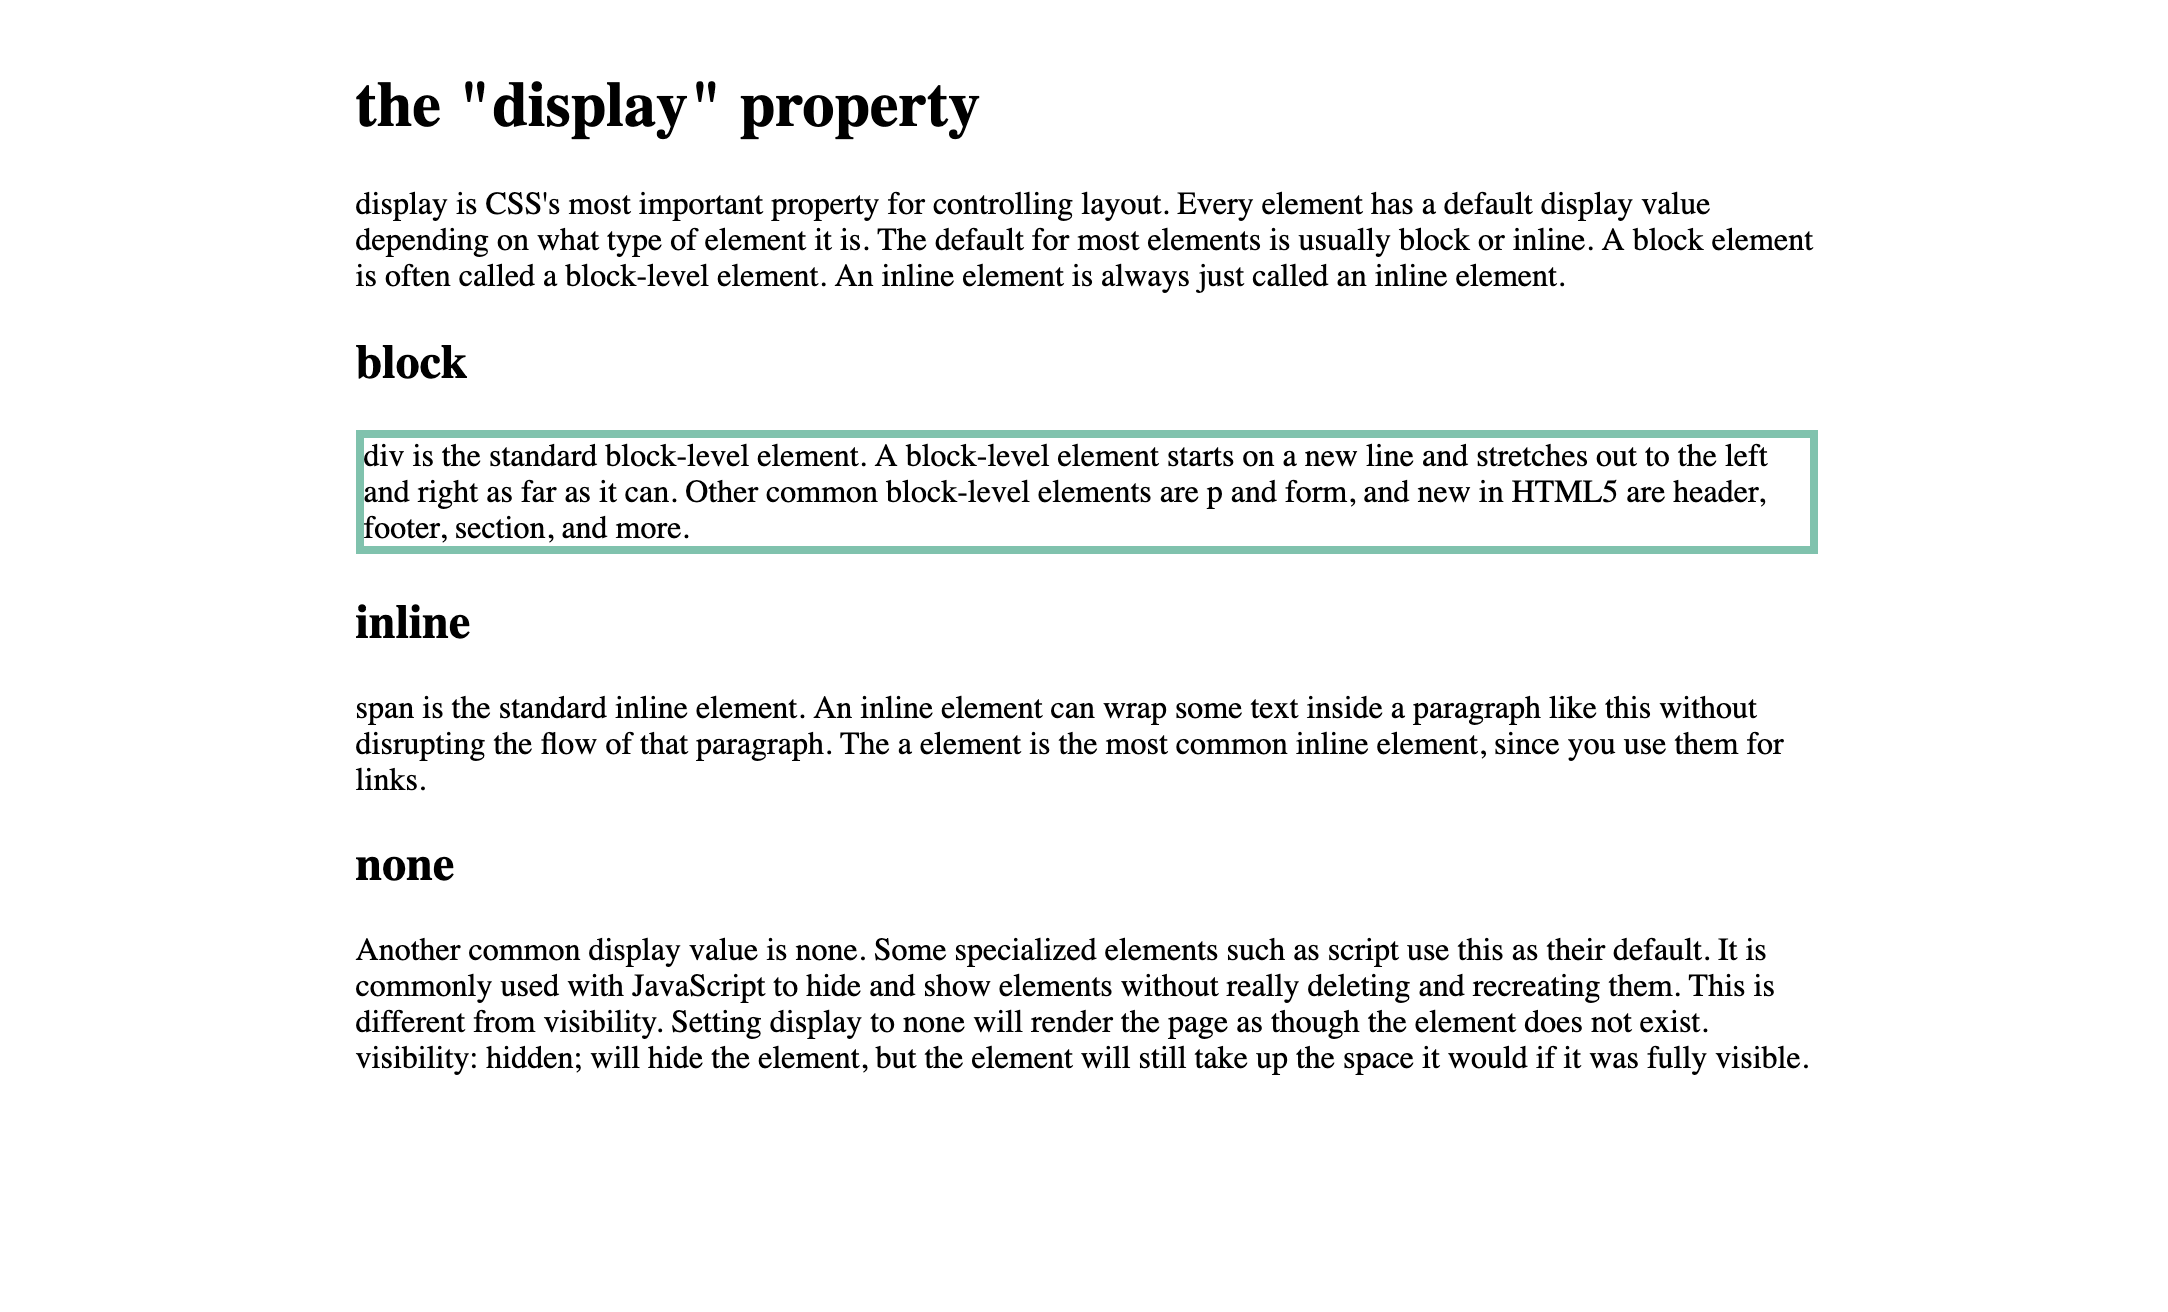 the "display" property
display is CSS's most important property for controlling layout. Every element has a default display value
depending on what type of element it is. The default for most elements is usually block or inline. A block element
is often called a block-level element. An inline element is always just called an inline element.
block
div is the standard block-level element. A block-level element starts on a new line and stretches out to the left
and right as far as it can. Other common block-level elements are p and form, and new in HTML5 are header,
footer, section, and more.
inline
span is the standard inline element. An inline element can wrap some text inside a paragraph like this without
disrupting the flow of that paragraph. The a element is the most common inline element, since you use them for
links.
none
Another common display value is none. Some specialized elements such as script use this as their default. It is
commonly used with JavaScript to hide and show elements without really deleting and recreating them. This is
different from visibility. Setting display to none will render the page as though the element does not exist.
visibility: hidden; will hide the element, but the element will still take up the space it would if it was fully visible.